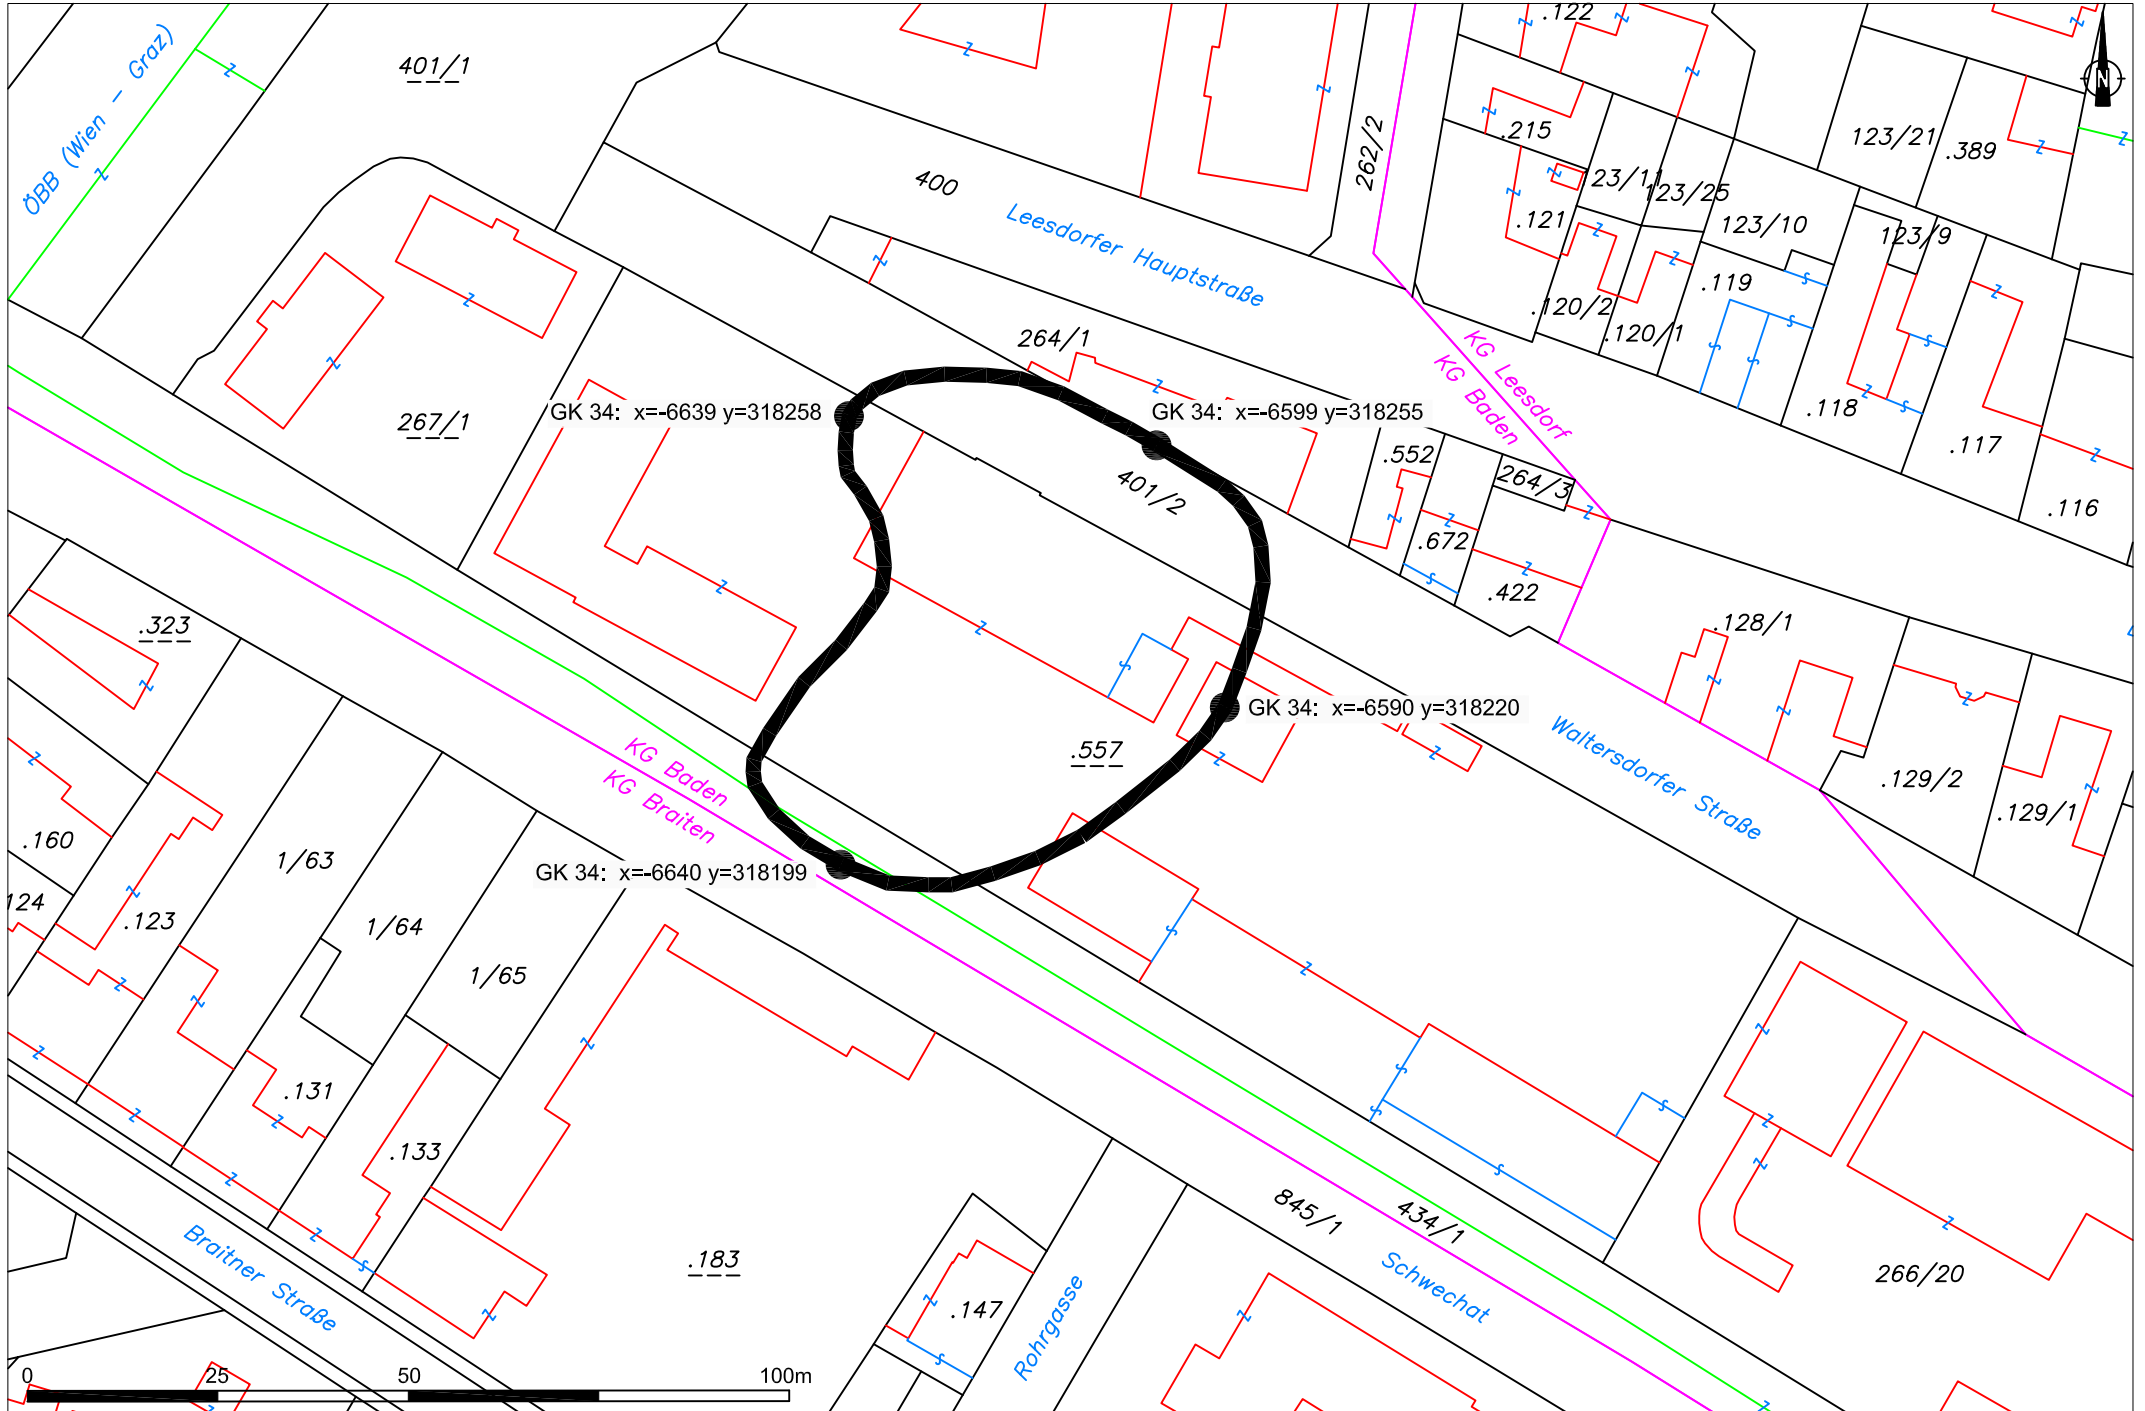 .122
ÖBB (Wien – Graz)
401/1
N
262/2
.215
123/21
.389
400
23/11
123/25
.121
123/10
123/9
Leesdorfer Hauptstraße
.119
.120/2
.120/1
264/1
KG Leesdorf
KG Baden
267/1
GK 34: x=-6639 y=318258
GK 34: x=-6599 y=318255
.118
.117
.552
264/3
401/2
.116
.672
.422
.323
.128/1
GK 34: x=-6590 y=318220
.557
Waltersdorfer Straße
KG Baden
KG Braiten
.129/2
.129/1
.160
1/63
GK 34: x=-6640 y=318199
124
.123
1/64
1/65
.131
.133
845/1
434/1
Braitner Straße
.183
Schwechat
266/20
.147
Rohrgasse
0 25 50 100m